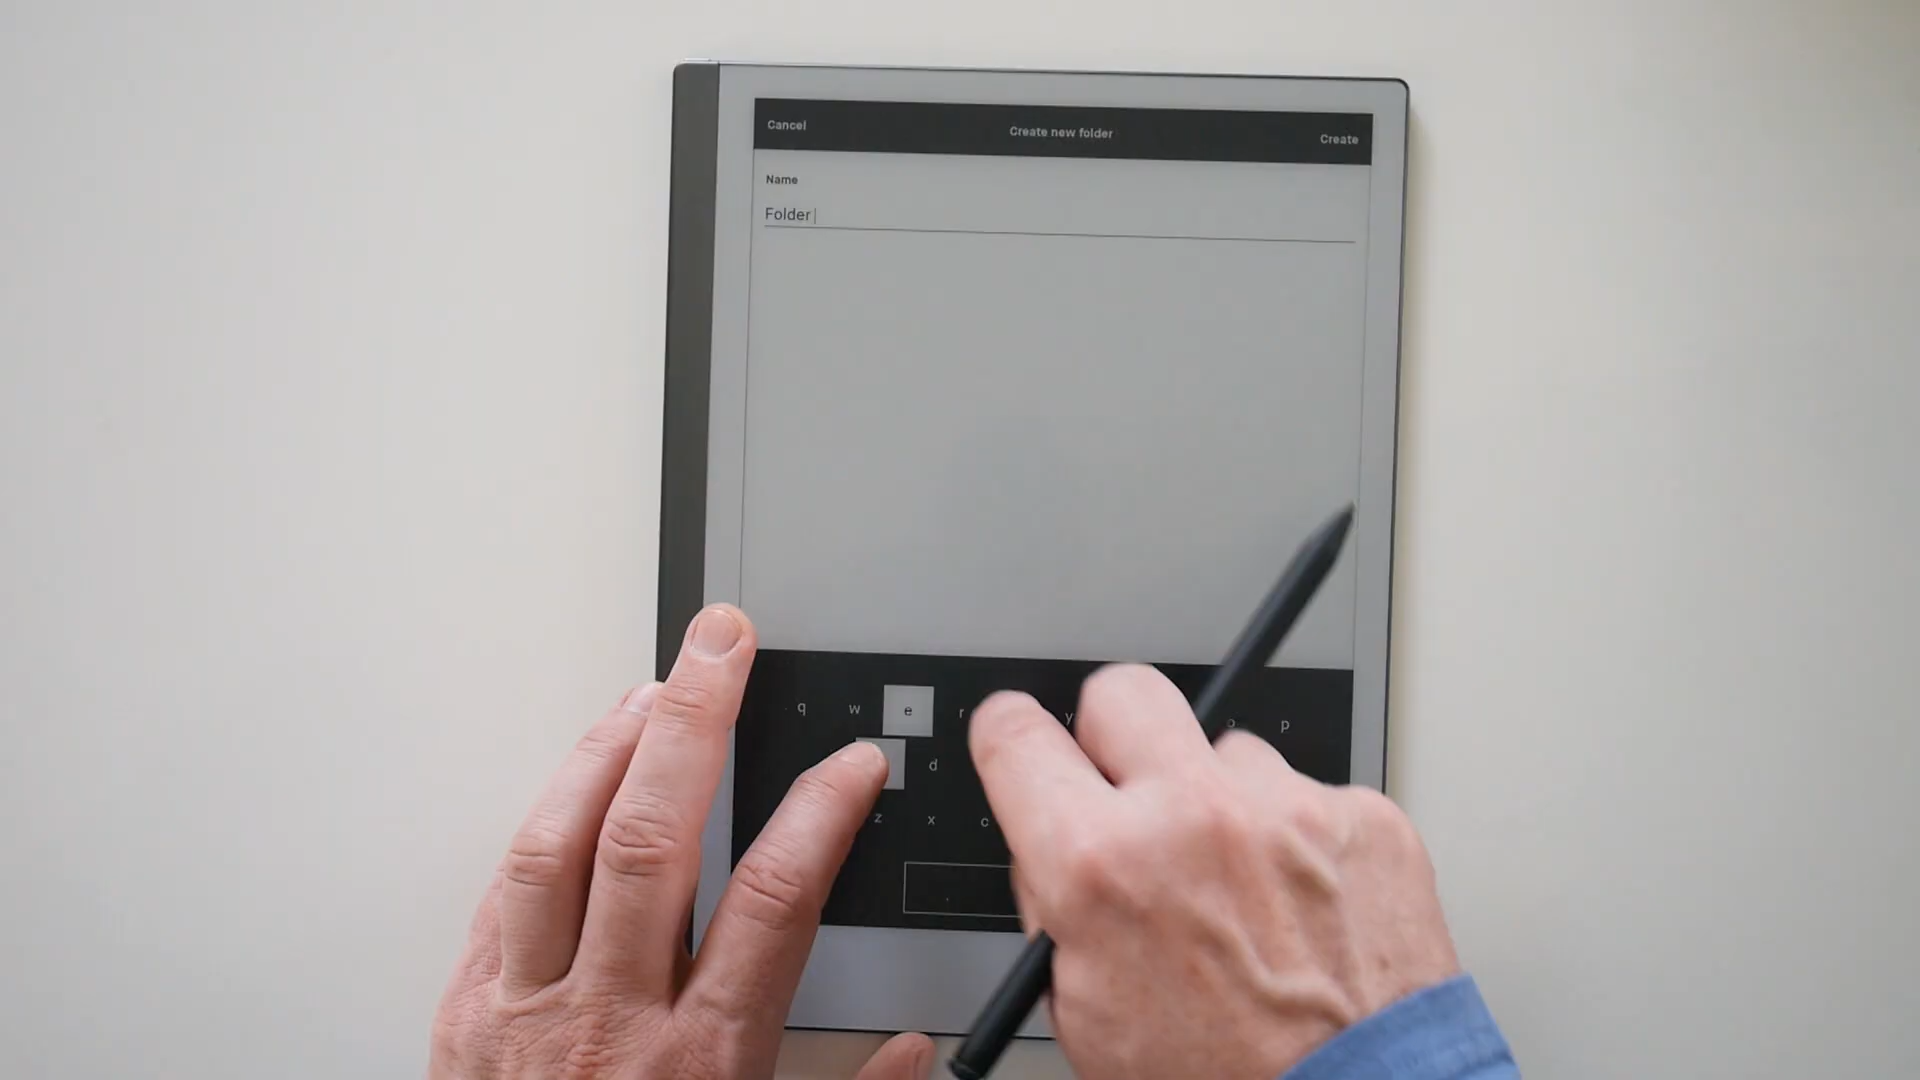 Cancel Create new folder Create
Name
Folder
q w e r y o p
d
z x c